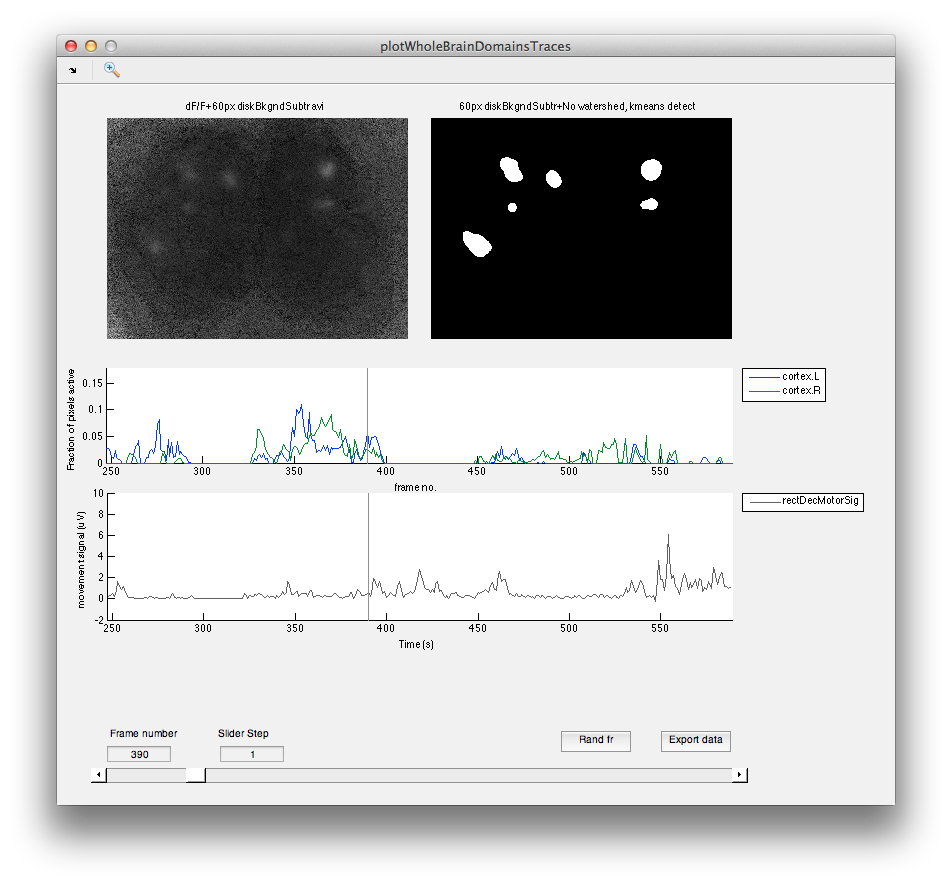 plotWholeBrainDomainsTraces
dF/F+60px diskBkgndSubtr.avi
60px diskBkgndSubtr+No watershed, kmeans detect
Fraction of pixels active
0.15
0.1
0.05
0
250
300
350
400
450
500
550
frame no.
cortex.L
cortex.R
movement signal (uV)
10
8
6
4
2
0
-2
250
300
350
400
450
500
550
Time (s)
rectDecMotorSig
Frame number
Slider Step
390
1
Rand fr
Export data